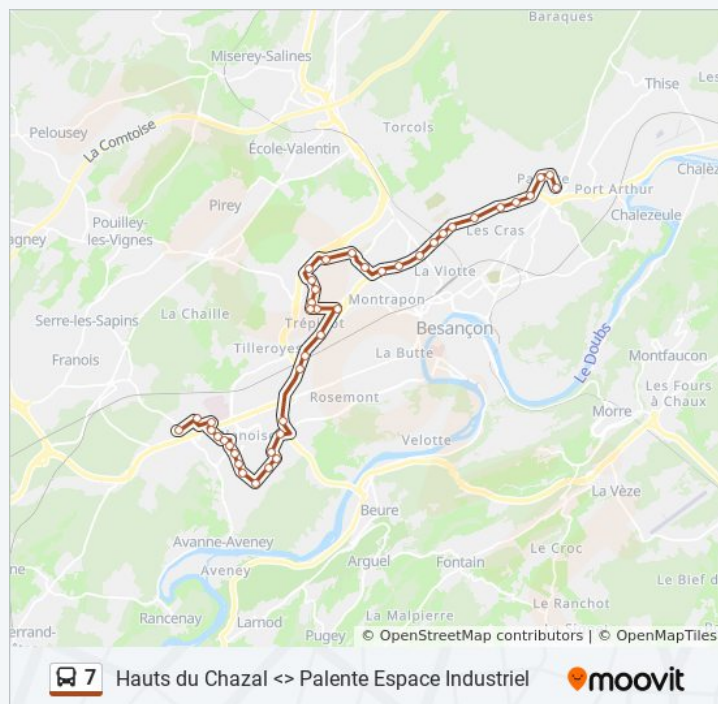 Baraques
Miserey-Salines
Les
Thise
Torcols
Pelousey
La Comtoise
École-Valentin
Port Arthur
Chalè
Pirey
Chalezeule
Pouilley-
les-Vignes
Les Cras
gney
La Viotte
Montrapon
La Chaille
Serre-les-Sapins
Besançon
Tilleroyes
La Butte
Le Doubs
Montfaucon
Franois
Les Fours
à Chaux
Rosemont
Morre
Velotte
La Vèze
Beure
Avanne-Aveney
Le Croc
Aveney
Arguel
Fontain
Le Bief d
Rancenay
Le Ranchot
La Malpierre
Larnod
Pugey
© OpenStreetMap contributors | © OpenMapTiles
7 Hauts du Chazal <> Palente Espace Industriel
moovit